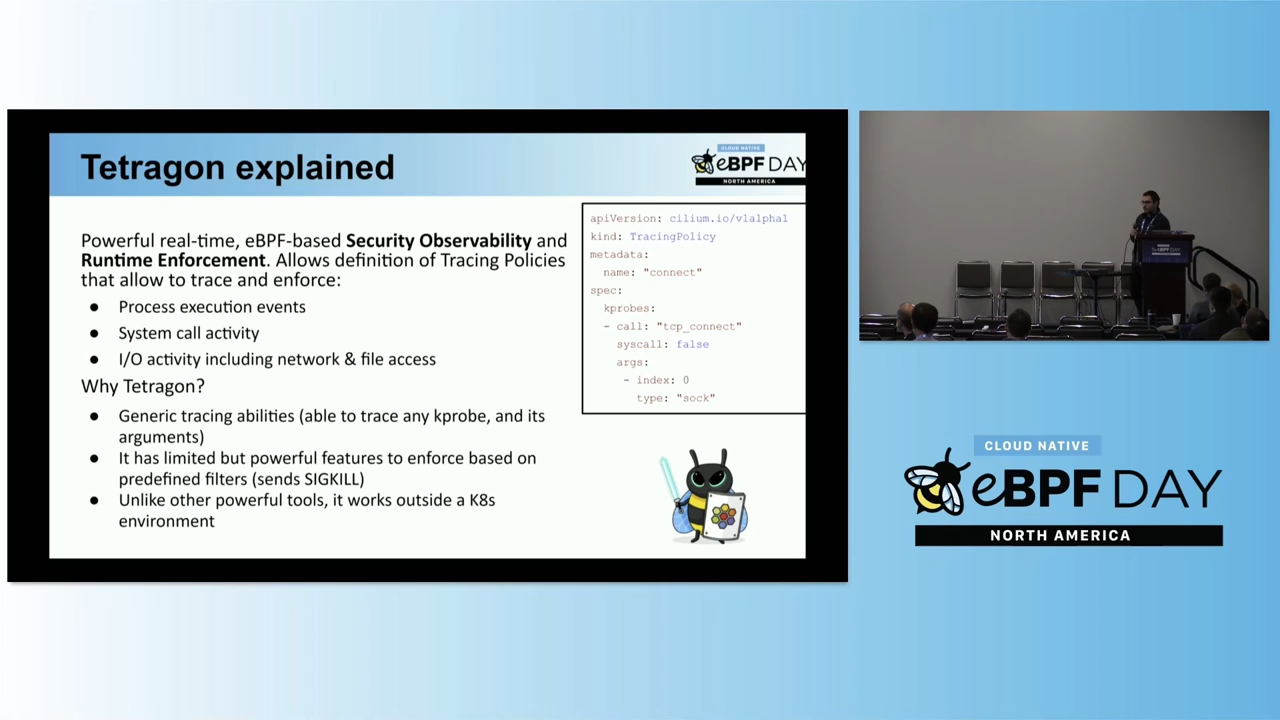 Tetragon explained
CLOUD NATIVE
eBPF DAY
NORTH AMERICA
Powerful real-time, eBPF-based Security Observability and
Runtime Enforcement. Allows definition of Tracing Policies
that allow to trace and enforce:
● Process execution events
● System call activity
● I/O activity including network & file access
Why Tetragon?
● Generic tracing abilities (able to trace any kprobe, and its
arguments)
● It has limited but powerful features to enforce based on
predefined filters (sends SIGKILL)
● Unlike other powerful tools, it works outside a K8s
environment
apiVersion: cilium.io/v1alpha1
kind: TracingPolicy
metadata:
name: "connect"
spec:
kprobes:
- call: "tcp_connect"
syscall: false
args:
- index: 0
type: "sock"
CLOUD NATIVE
eBPF DAY
NORTH AMERICA